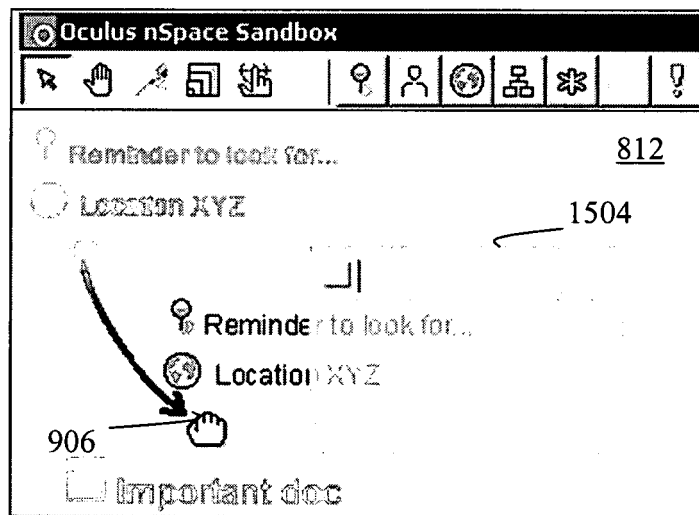 Oculus nSpace Sandbox
Reminder to look for...
812
Location XYZ
1504
Reminder to look for...
Location XYZ
906
Important doc